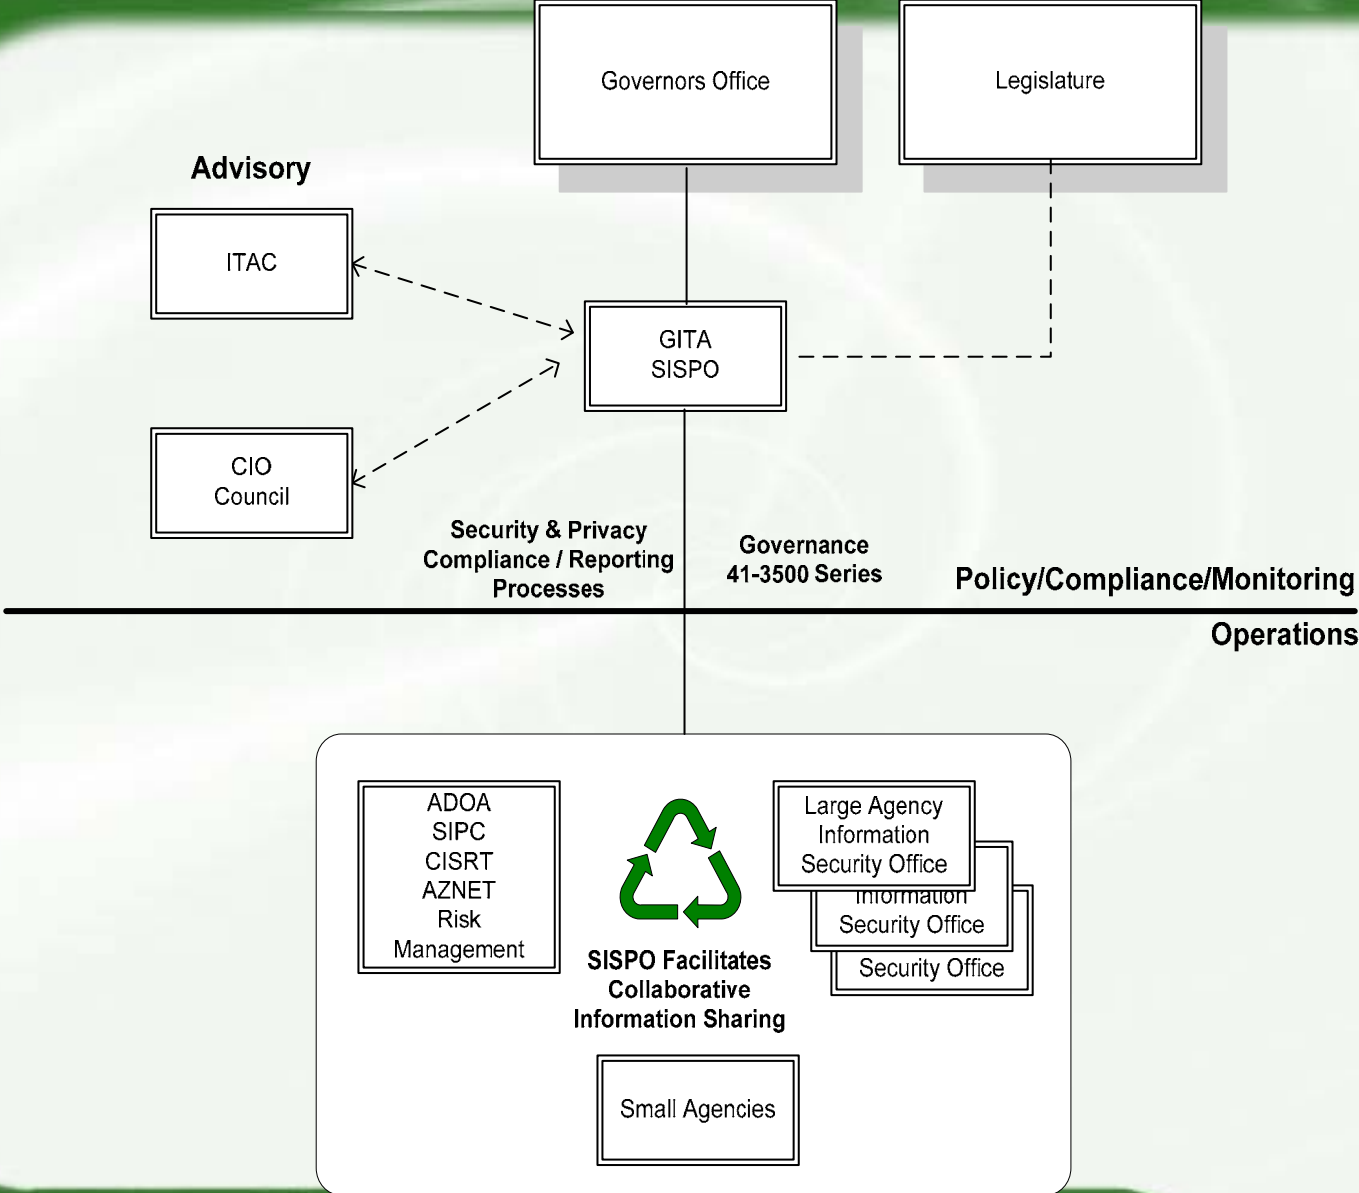 Governors Office
Legislature
Advisory
ITAC
GITA
SISPO
CIO
Council
Security & Privacy
Compliance / Reporting
Processes
Governance
41-3500 Series
Policy/Compliance/Monitoring
Operations
ADOA
SIPC
CISRT
AZNET
Risk
Management
SISPO Facilitates
Collaborative
Information Sharing
Large Agency
Information
Security Office
Information
Security Office
Security Office
Small Agencies